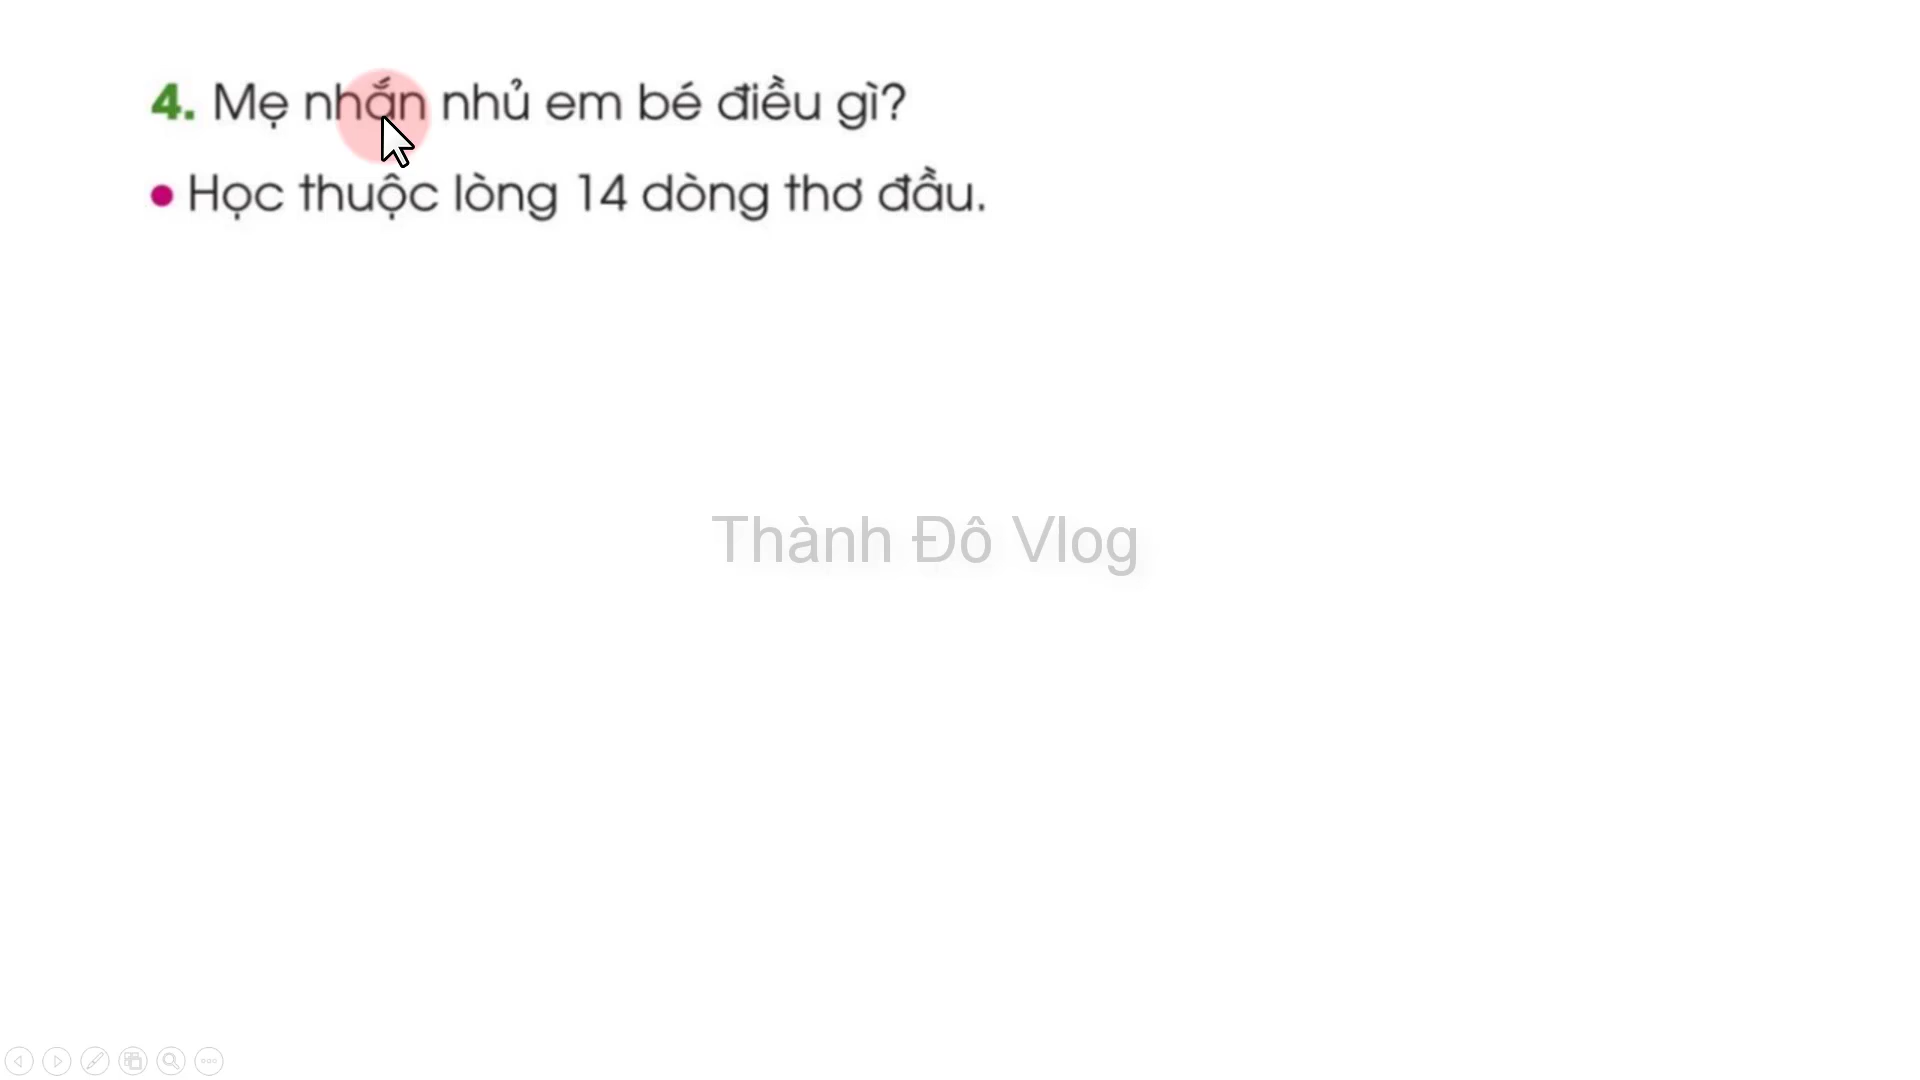 4. Mẹ nhắn nhủ em bé điều gì?
● Học thuộc lòng 14 dòng thơ đầu.
Thành Đô Vlog